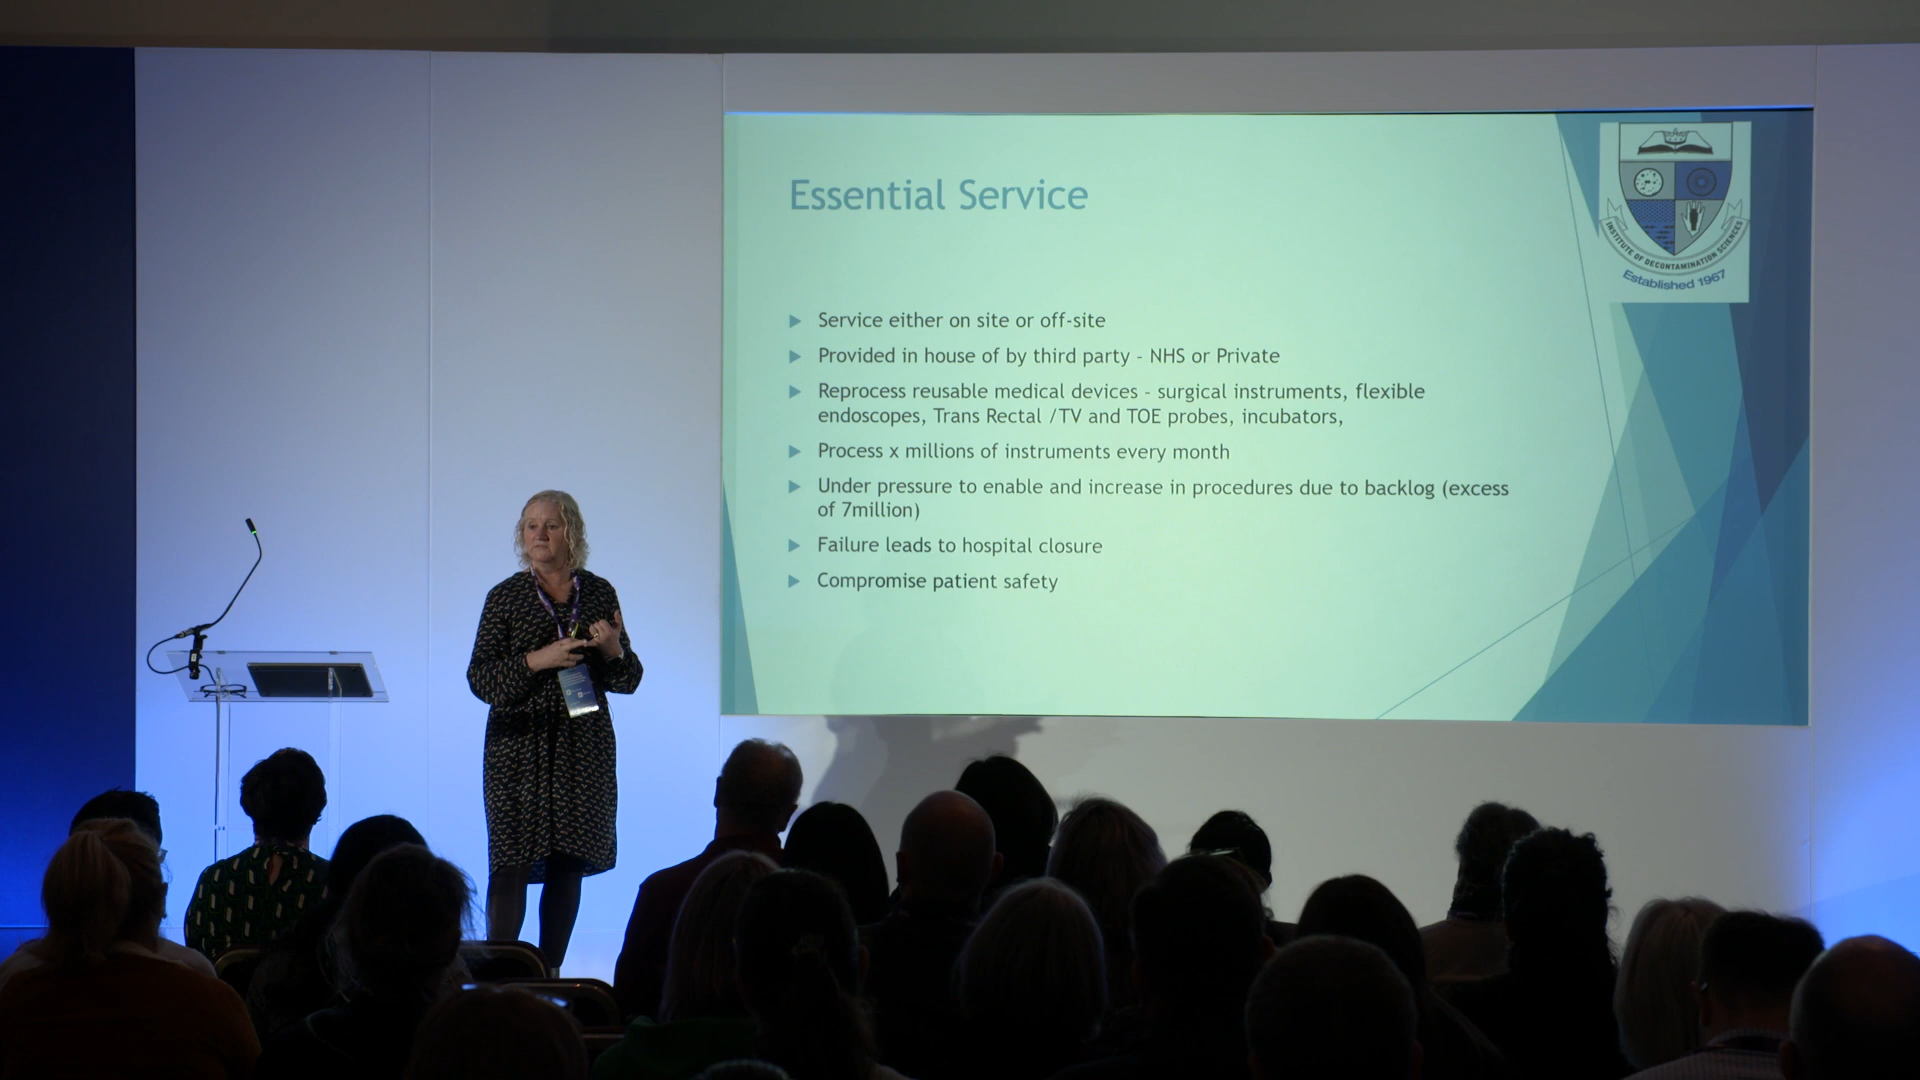 Essential Service
Service either on site or off-site
Provided in house of by third party - NHS or Private
Reprocess reusable medical devices - surgical instruments, flexible
endoscopes, Trans Rectal /TV and TOE probes, incubators,
Process x millions of instruments every month
Under pressure to enable and increase in procedures due to backlog (excess
of 7million)
Failure leads to hospital closure
Compromise patient safety
INSTITUTE OF DECONTAMINATION SCIENCES
Established 1967